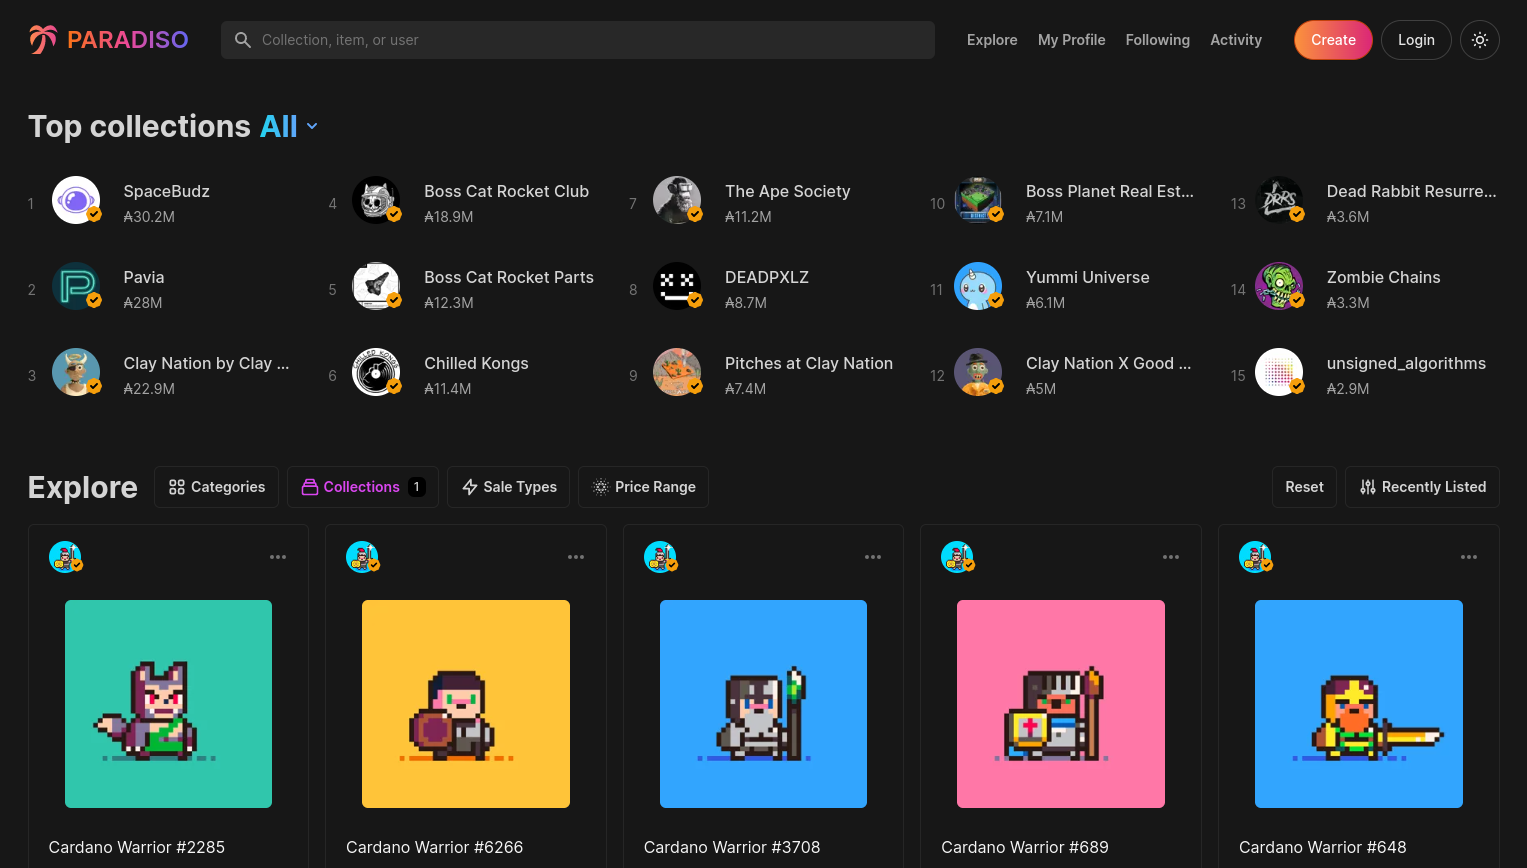 PARADISO
Collection, item, or user
Explore
My Profile
Following
Activity
Create
Login
Top collections All
1
SpaceBudz
₳30.2M
2
Pavia
₳28M
3
Clay Nation by Clay ...
₳22.9M
4
Boss Cat Rocket Club
₳18.9M
5
Boss Cat Rocket Parts
₳12.3M
6
CHILLED KONGS
Chilled Kongs
₳11.4M
7
The Ape Society
₳11.2M
8
DEADPXLZ
₳8.7M
9
Pitches at Clay Nation
₳7.4M
10
Boss Planet Real Est...
₳7.1M
11
Yummi Universe
₳6.1M
12
Clay Nation X Good ...
₳5M
13
DRRS
Dead Rabbit Resurre...
₳3.6M
14
Zombie Chains
₳3.3M
15
unsigned_algorithms
₳2.9M
Explore
Categories
Collections 1
Sale Types
Price Range
Reset
Recently Listed
Cardano Warrior #2285
Cardano Warrior #6266
Cardano Warrior #3708
Cardano Warrior #689
Cardano Warrior #648